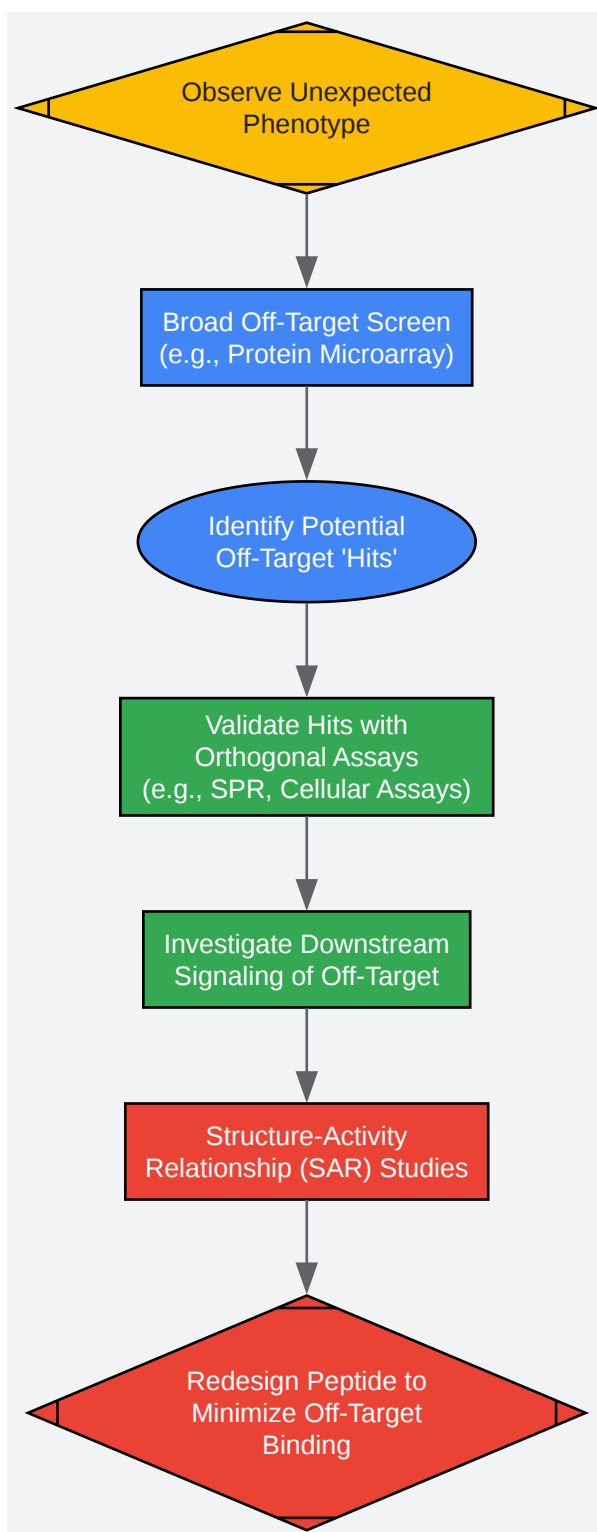 Observe Unexpected
Phenotype
Broad Off-Target Screen
(e.g., Protein Microarray)
Identify Potential
Off-Target 'Hits'
Validate Hits with
Orthogonal Assays
(e.g., SPR, Cellular Assays)
Investigate Downstream
Signaling of Off-Target
Structure-Activity
Relationship (SAR) Studies
Redesign Peptide to
Minimize Off-Target
Binding